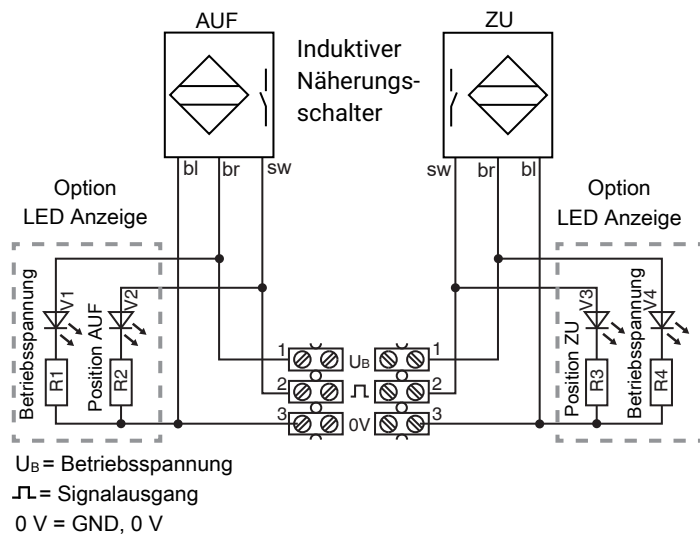 AUF
ZU
Induktiver
Näherungs-
schalter
bl
br
sw
sw
br
bl
Option
LED Anzeige
Option
LED Anzeige
Betriebsspannung
V1
R1
Position AUF
V2
R2
Position ZU
V3
R3
Betriebsspannung
V4
R4
1
UB
1
2
2
3
0V
3
UB = Betriebsspannung
= Signalausgang
0 V = GND, 0 V